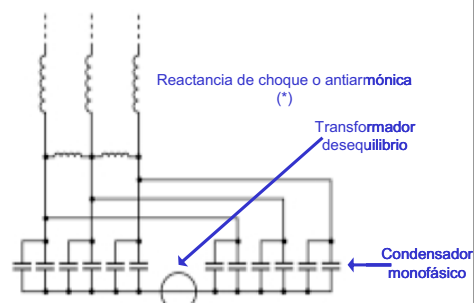 Reactancia de choque o antiarmónica
(*)
Transformador
desequilibrio
Condensador
monofásico